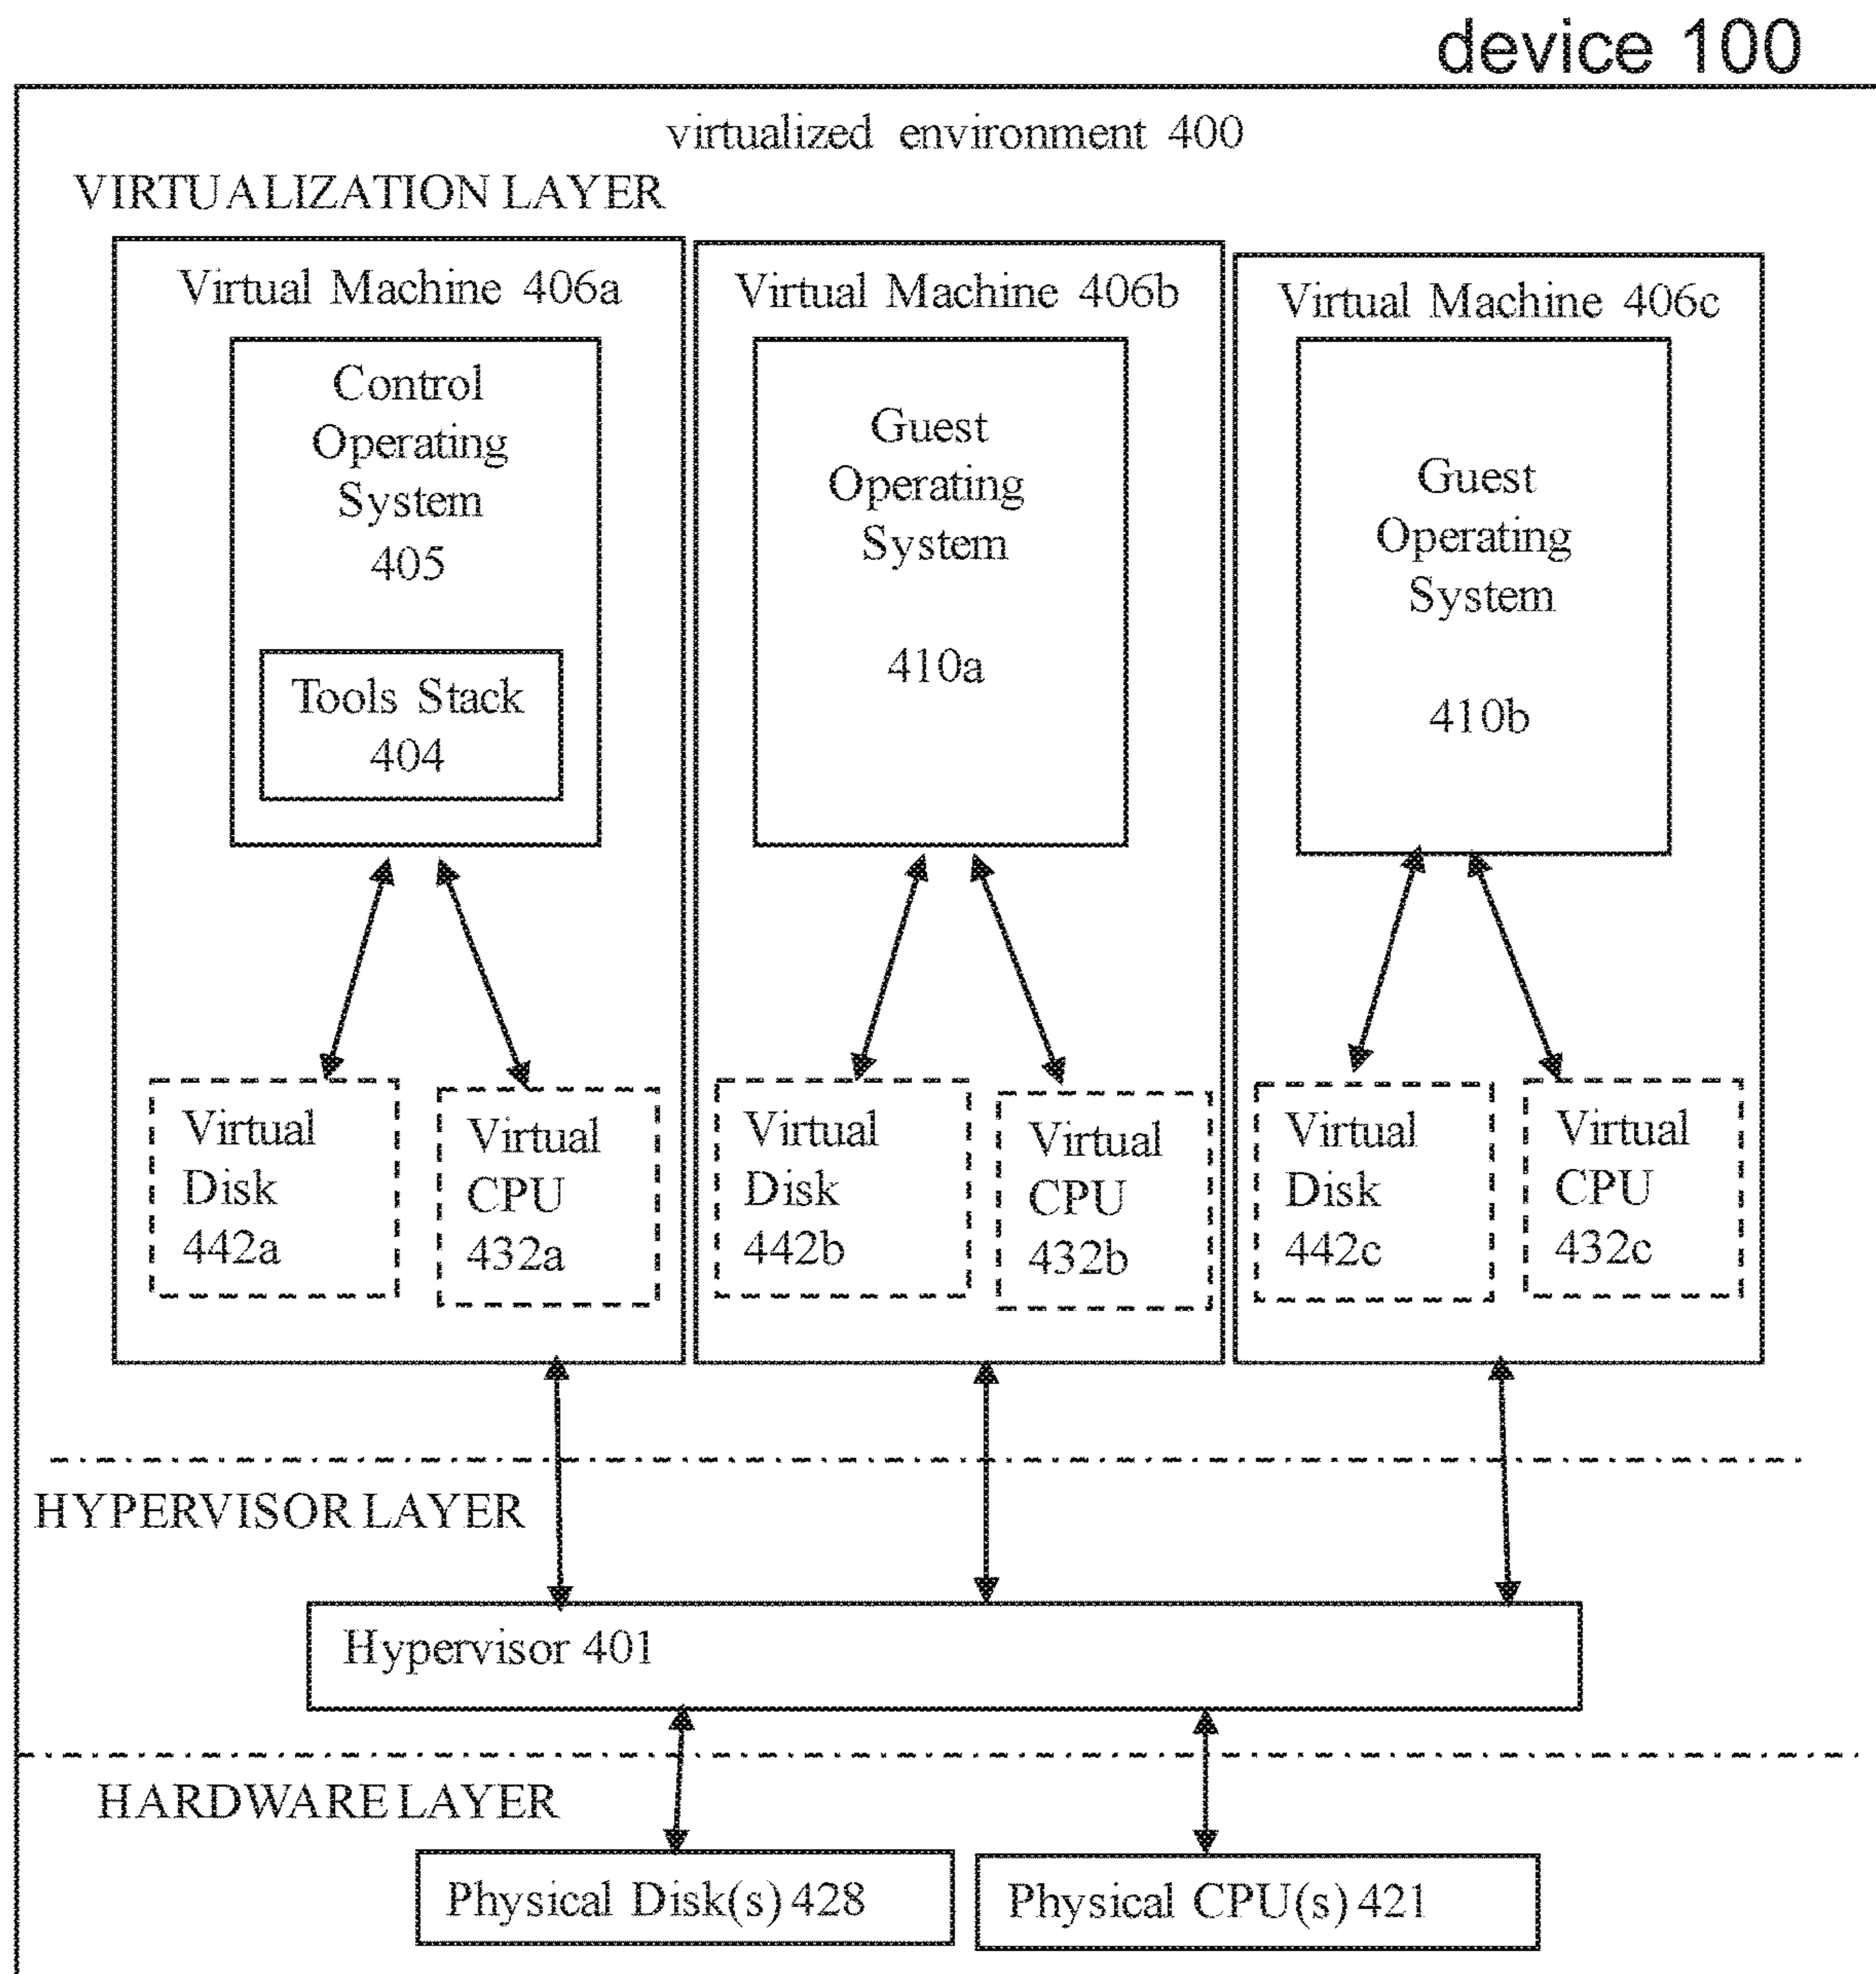 device 100
virtualized environment 400
VIRTUALIZATION LAYER
Virtual Machine 406a
Control
Operating
System
405
Tools Stack
404
Virtual
Disk
442a
Virtual
CPU
432a
Virtual Machine 406b
Guest
Operating
System
410a
Virtual
Disk
442b
Virtual
CPU
432b
Virtual Machine 406c
Guest
Operating
System
410b
Virtual
Disk
442c
Virtual
CPU
432c
HYPERVISOR LAYER
Hypervisor 401
HARDWARE LAYER
Physical Disk(s) 428
Physical CPU(s) 421